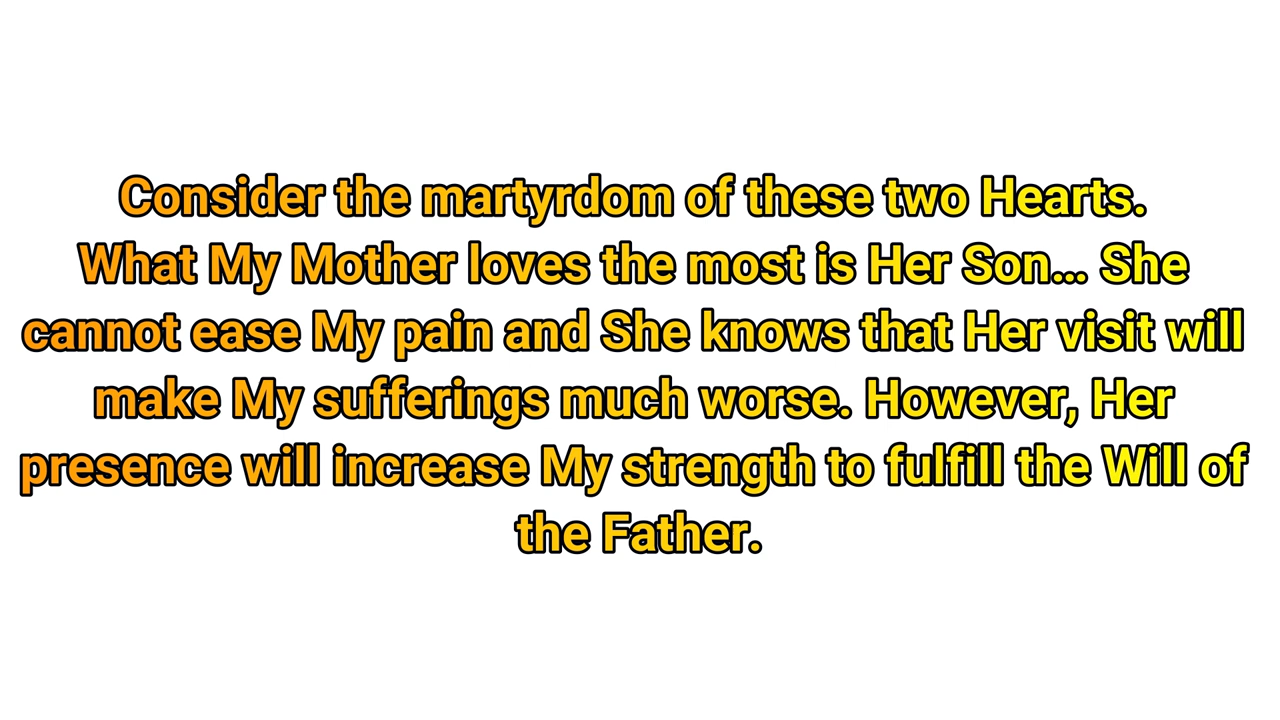 Consider the martyrdom of these two Hearts.
What My Mother loves the most is Her Son... She
cannot ease My pain and She knows that Her visit will
make My sufferings much worse. However, Her
presence will increase My strength to fulfill the Will of
the Father.